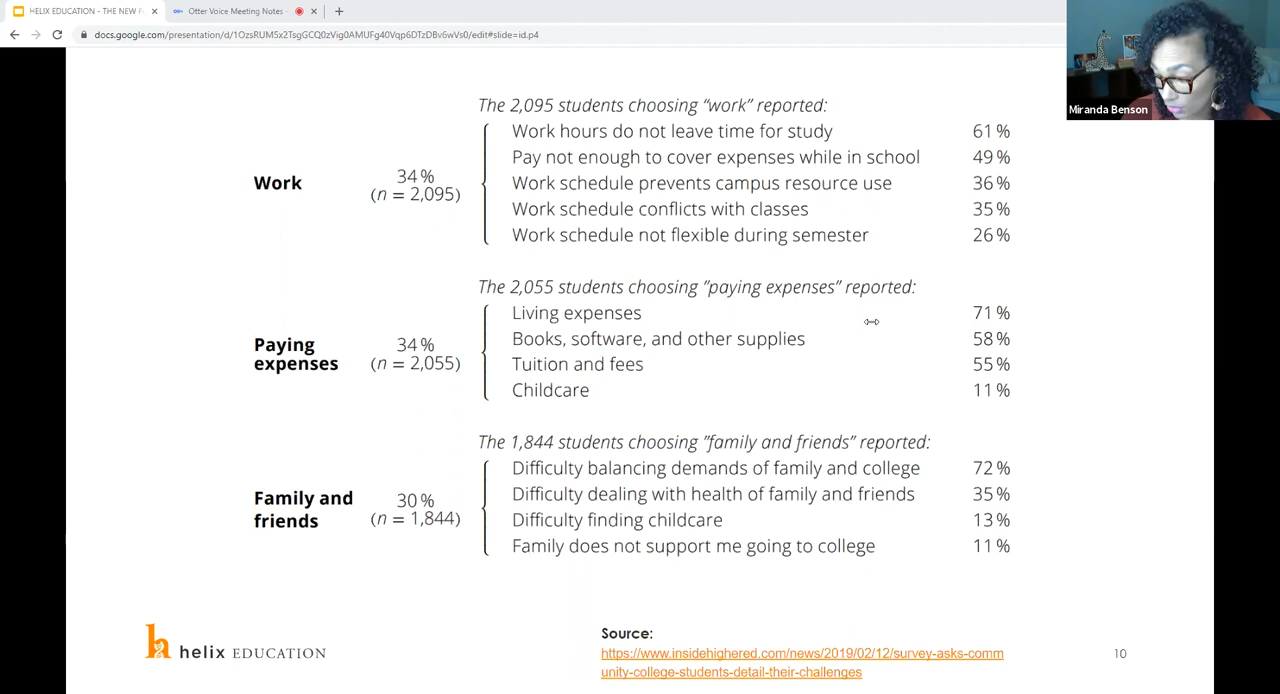 HELIX EDUCATION - THE NEW F
Otter Voice Meeting Notes -
docs.google.com/presentation/d/1OzsRUM5x2TsgGCQ0zVig0AMUFg40Vqp6DTzDBv6wVs0/edit#slide=id.p4
Miranda Benson
The 2,095 students choosing “work” reported:
Work hours do not leave time for study 61%
Pay not enough to cover expenses while in school 49%
Work 34% (n = 2,095)
Work schedule prevents campus resource use 36%
Work schedule conflicts with classes 35%
Work schedule not flexible during semester 26%
The 2,055 students choosing ”paying expenses” reported:
Living expenses 71%
Books, software, and other supplies 58%
Paying expenses 34% (n = 2,055)
Tuition and fees 55%
Childcare 11%
The 1,844 students choosing ”family and friends” reported:
Difficulty balancing demands of family and college 72%
Difficulty dealing with health of family and friends 35%
Family and friends 30% (n = 1,844)
Difficulty finding childcare 13%
Family does not support me going to college 11%
Source:
https://www.insidehighered.com/news/2019/02/12/survey-asks-comm
unity-college-students-detail-their-challenges
h helix EDUCATION
10